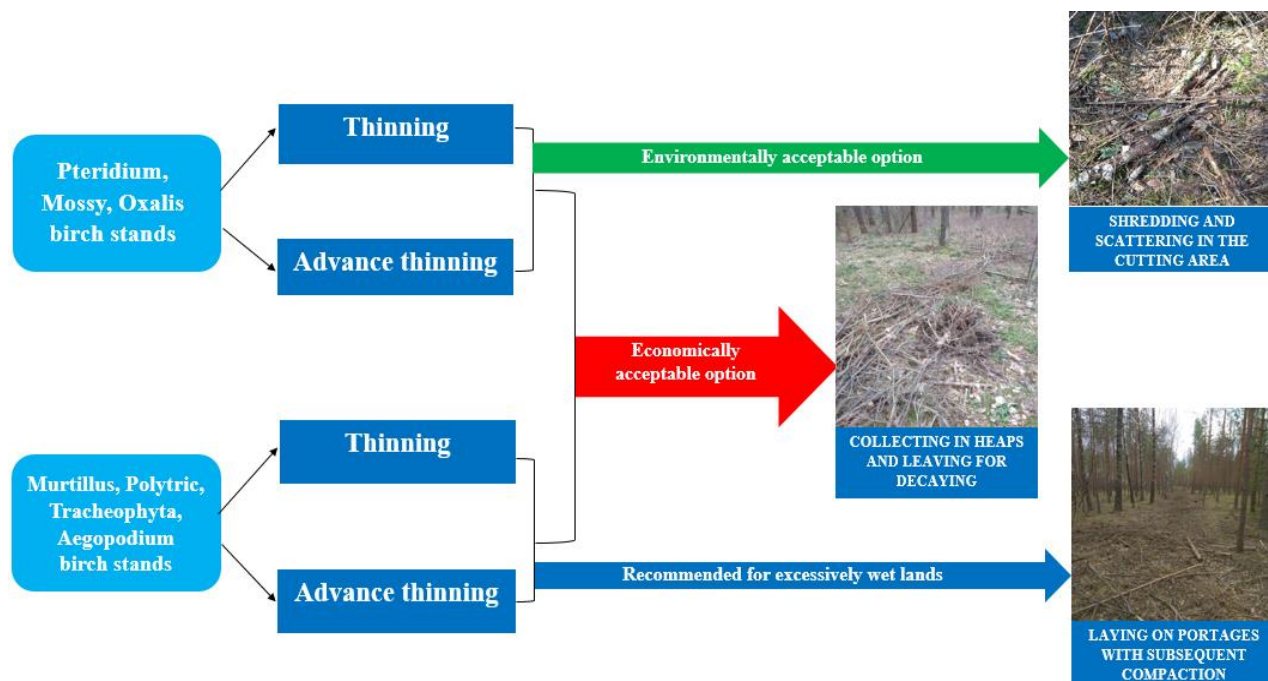 Pteridium,
Mossy, Oxalis
birch stands
Thinning
Advance thinning
Environmentally acceptable option
SHREDDING AND
SCATTERING IN THE
CUTTING AREA
Economically
acceptable option
COLLECTING IN HEAPS
AND LEAVING FOR
DECAYING
Murtillus, Polytric,
Tracheophyta,
Aegopodium
birch stands
Thinning
Advance thinning
Recommended for excessively wet lands
LAYING ON PORTAGES
WITH SUBSEQUENT
COMPACTION